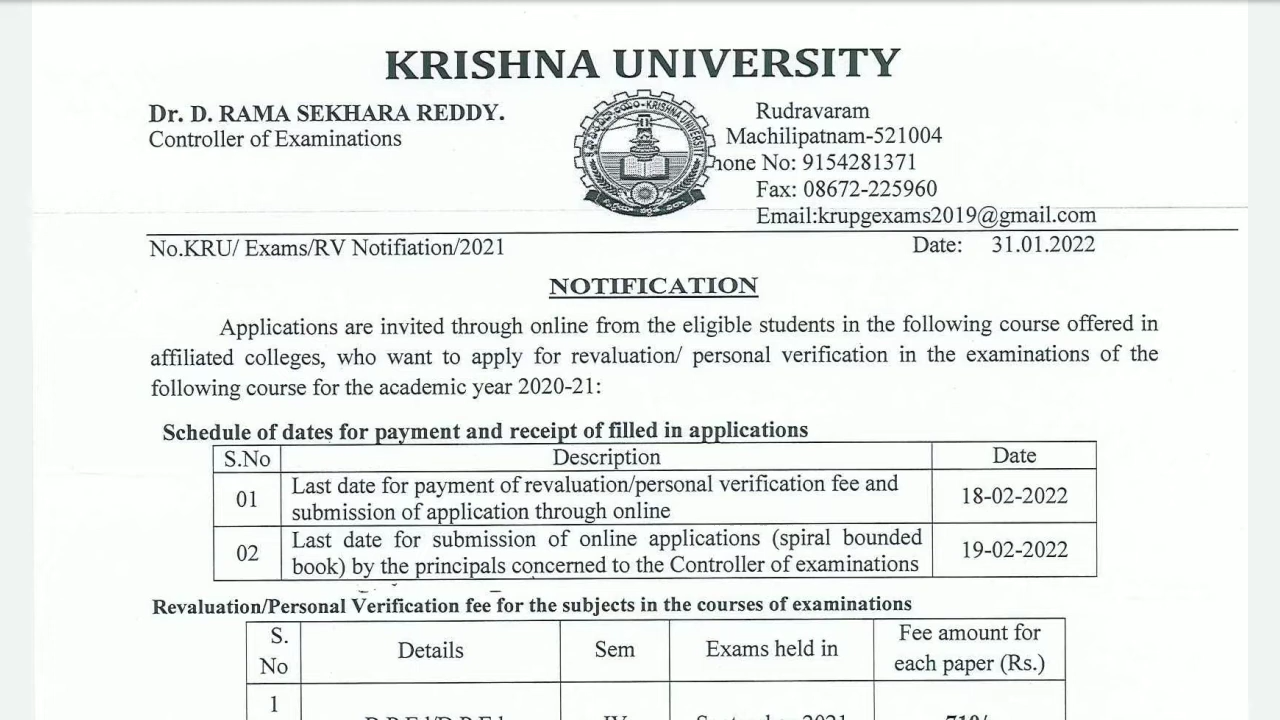 KRISHNA UNIVERSITY
Dr. D. RAMA SEKHARA REDDY.
Controller of Examinations
KRISHNA UNIVERSITY
Rudravaram
Machilipatnam-521004
hone No: 9154281371
Fax: 08672-225960
Email:krupgexams2019@gmail.com
No.KRU/ Exams/RV Notifiation/2021
Date: 31.01.2022
NOTIFICATION
Applications are invited through online from the eligible students in the following course offered in
affiliated colleges, who want to apply for revaluation/ personal verification in the examinations of the
following course for the academic year 2020-21:
Schedule of dates for payment and receipt of filled in applications
S.No Description Date
01 Last date for payment of revaluation/personal verification fee and
submission of application through online 18-02-2022
02 Last date for submission of online applications (spiral bounded
book) by the principals concerned to the Controller of examinations 19-02-2022
Revaluation/Personal Verification fee for the subjects in the courses of examinations
S.
No
Details
Sem
Exams held in
Fee amount for
each paper (Rs.)
1
IV September 2021 710/-